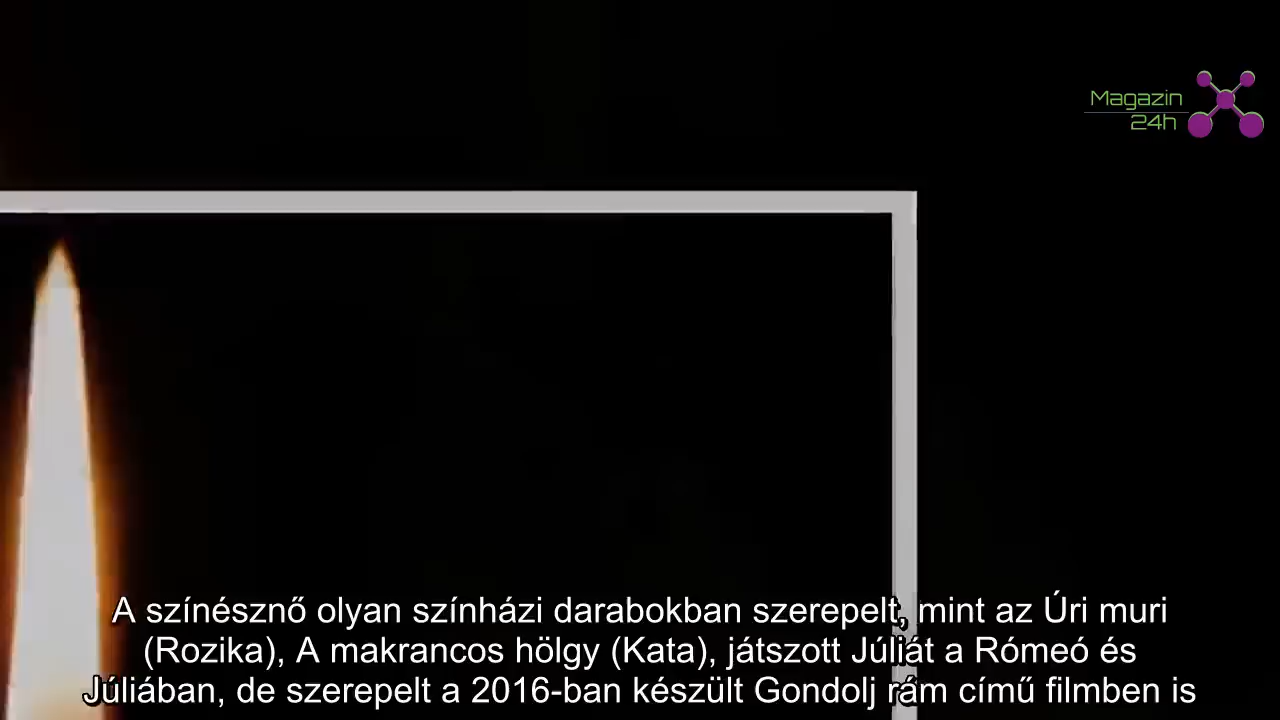 Magazin
24h
A színésznő olyan színházi darabokban szerepelt, mint az Úri muri
(Rozika), A makrancos hölgy (Kata), játszott Júliát a Rómeó és
Júliában, de szerepelt a 2016-ban készült Gondolj rám című filmben is